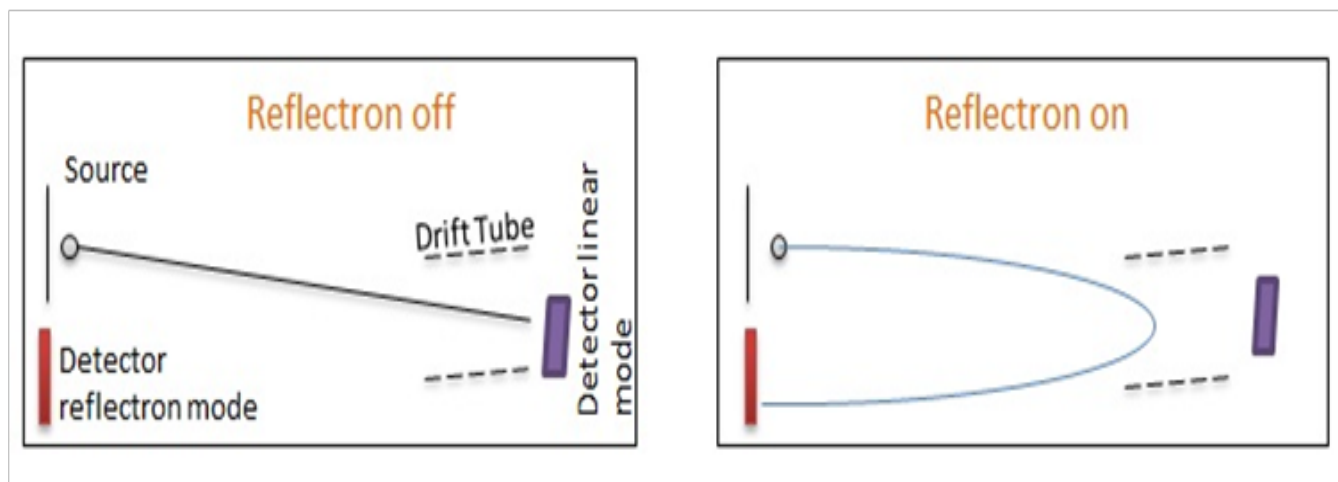 Reflectron off
Source
Drift Tube
Detector linear
mode
Detector
reflectron mode
Reflectron on